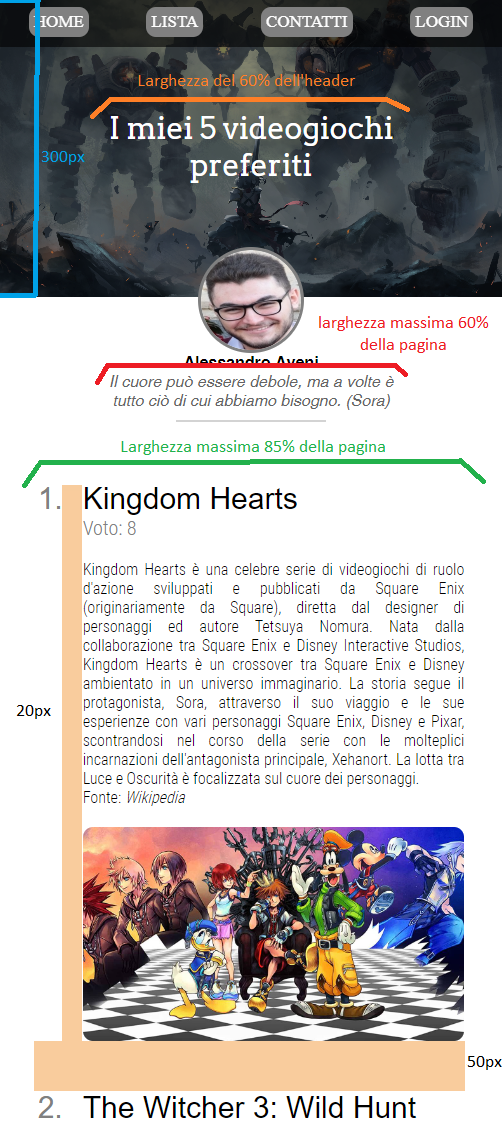 HOME LISTA CONTATTI LOGIN
Larghezza del 60% dell'header
I miei 5 videogiochi
preferiti
300px
larghezza massima 60%
della pagina
Alessandro Aveni
Il cuore può essere debole, ma a volte è
tutto ciò di cui abbiamo bisogno. (Sora)
Larghezza massima 85% della pagina
1. Kingdom Hearts
Voto: 8
Kingdom Hearts è una celebre serie di videogiochi di ruolo
d'azione sviluppati e pubblicati da Square Enix
(originariamente da Square), diretta dal designer di
personaggi ed autore Tetsuya Nomura. Nata dalla
collaborazione tra Square Enix e Disney Interactive Studios,
Kingdom Hearts è un crossover tra Square Enix e Disney
ambientato in un universo immaginario. La storia segue il
protagonista, Sora, attraverso il suo viaggio e le sue
20px
esperienze con vari personaggi Square Enix, Disney e Pixar,
scontrandosi nel corso della serie con le molteplici
incarnazioni dell'antagonista principale, Xehanort. La lotta tra
Luce e Oscurità è focalizzata sul cuore dei personaggi.
Fonte: Wikipedia
50px
2. The Witcher 3: Wild Hunt